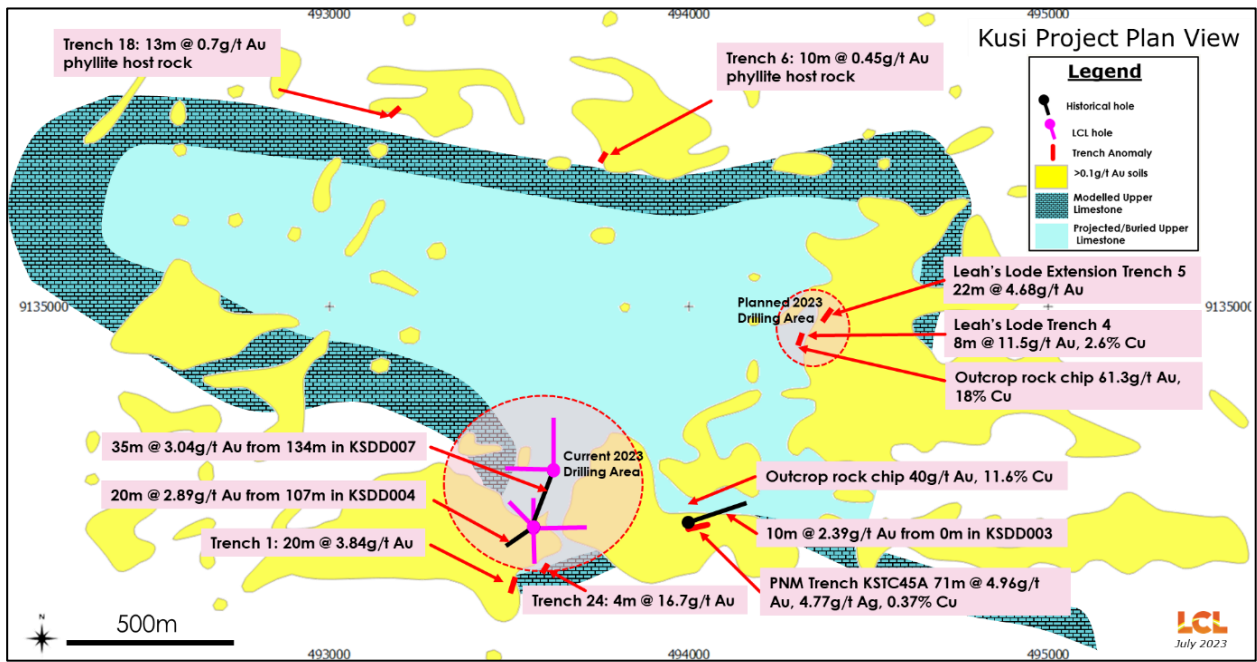 493000
494000
495000
Kusi Project Plan View
Trench 18: 13m @ 0.7g/t Au
phyllite host rock
Trench 6: 10m @ 0.45g/t Au
phyllite host rock
Legend
Historical hole
LCL hole
Trench Anomaly
>0.1g/t Au soils
Modelled Upper
Limestone
Projected/Buried Upper
Limestone
9135000
9135000
Planned 2023
Drilling Area
Leah's Lode Extension Trench 5
22m @ 4.68g/t Au
Leah's Lode Trench 4
8m @ 11.5g/t Au, 2.6% Cu
Outcrop rock chip 61.3g/t Au,
18% Cu
35m @ 3.04g/t Au from 134m in KSDD007
Current 2023
Drilling Area
20m @ 2.89g/t Au from 107m in KSDD004
Outcrop rock chip 40g/t Au, 11.6% Cu
Trench 1: 20m @ 3.84g/t Au
10m @ 2.39g/t Au from 0m in KSDD003
Trench 24: 4m @ 16.7g/t Au
PNM Trench KSTC45A 71m @ 4.96g/t
Au, 4.77g/t Ag, 0.37% Cu
N
500m
LCL
July 2023
493000
494000
495000